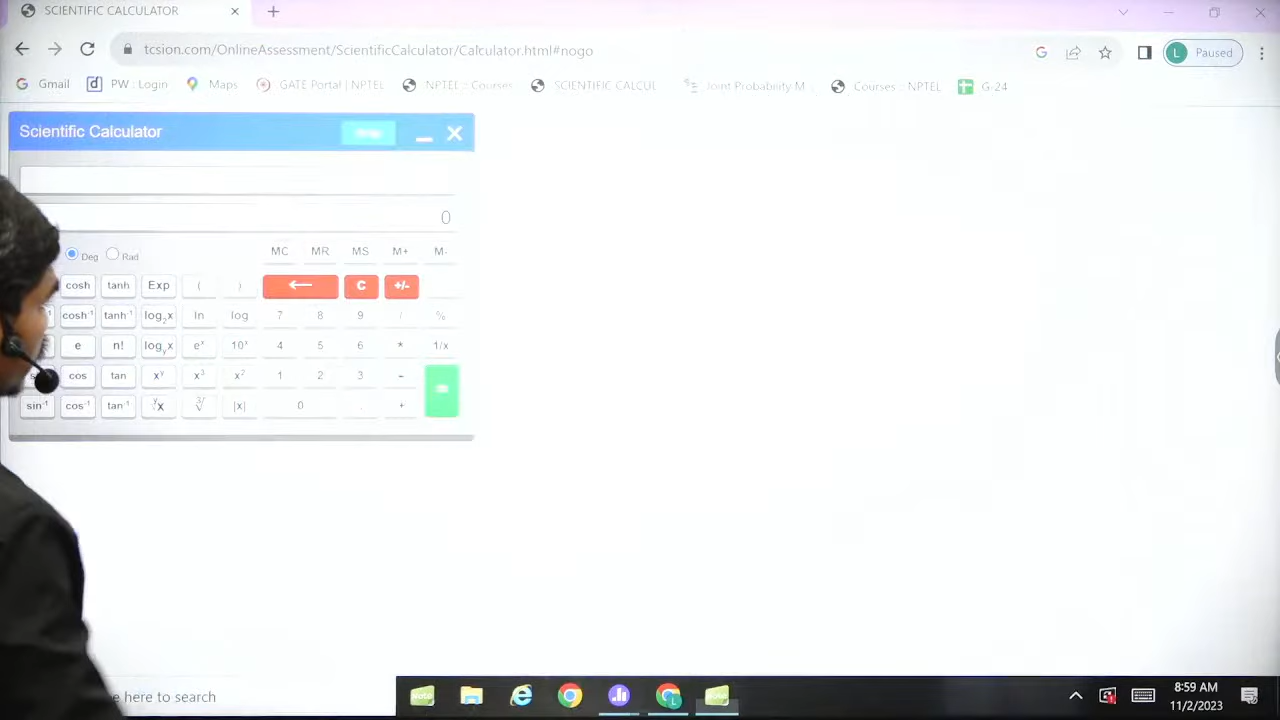 SCIENTIFIC CALCULATOR × +
tcsion.com/OnlineAssessment/ScientificCalculator/Calculator.html#nogo L Paused
Gmail PW : Login Maps GATE Portal | NPTEL NPTEL :: Courses SCIENTIFIC CALCUL Joint Probability M Courses :: NPTEL G-24
Scientific Calculator
0
Deg Rad MC MR MS M+ M-
cosh tanh Exp ( ) ← C +/-
cosh⁻¹ tanh⁻¹ log₂x ln log 7 8 9 / %
e n! logᵧx eˣ 10ˣ 4 5 6 * 1/x
cos tan xʸ x³ x² 1 2 3 - =
sin⁻¹ cos⁻¹ tan⁻¹ ʸ√x ³√ |x| 0 . +
here to search
8:59 AM
11/2/2023